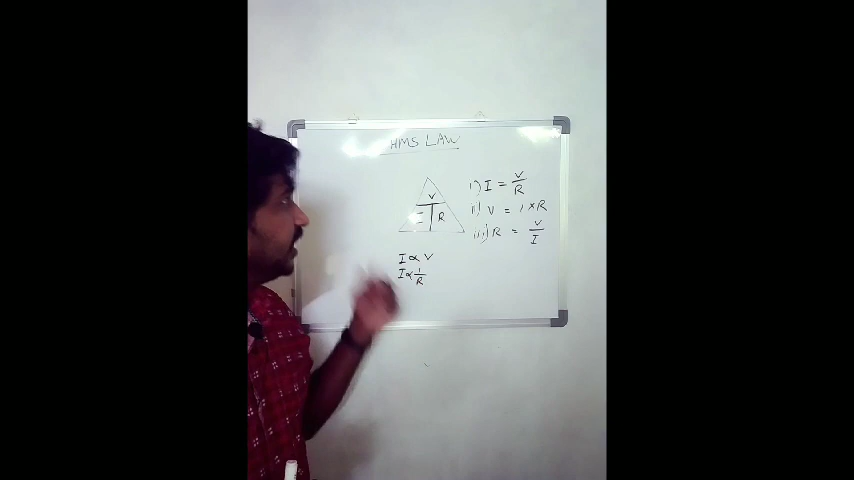 HMS LAW
V
I R
i) I = V/R
ii) V = I × R
iii) R = V/I
I ∝ V
I ∝ 1/R